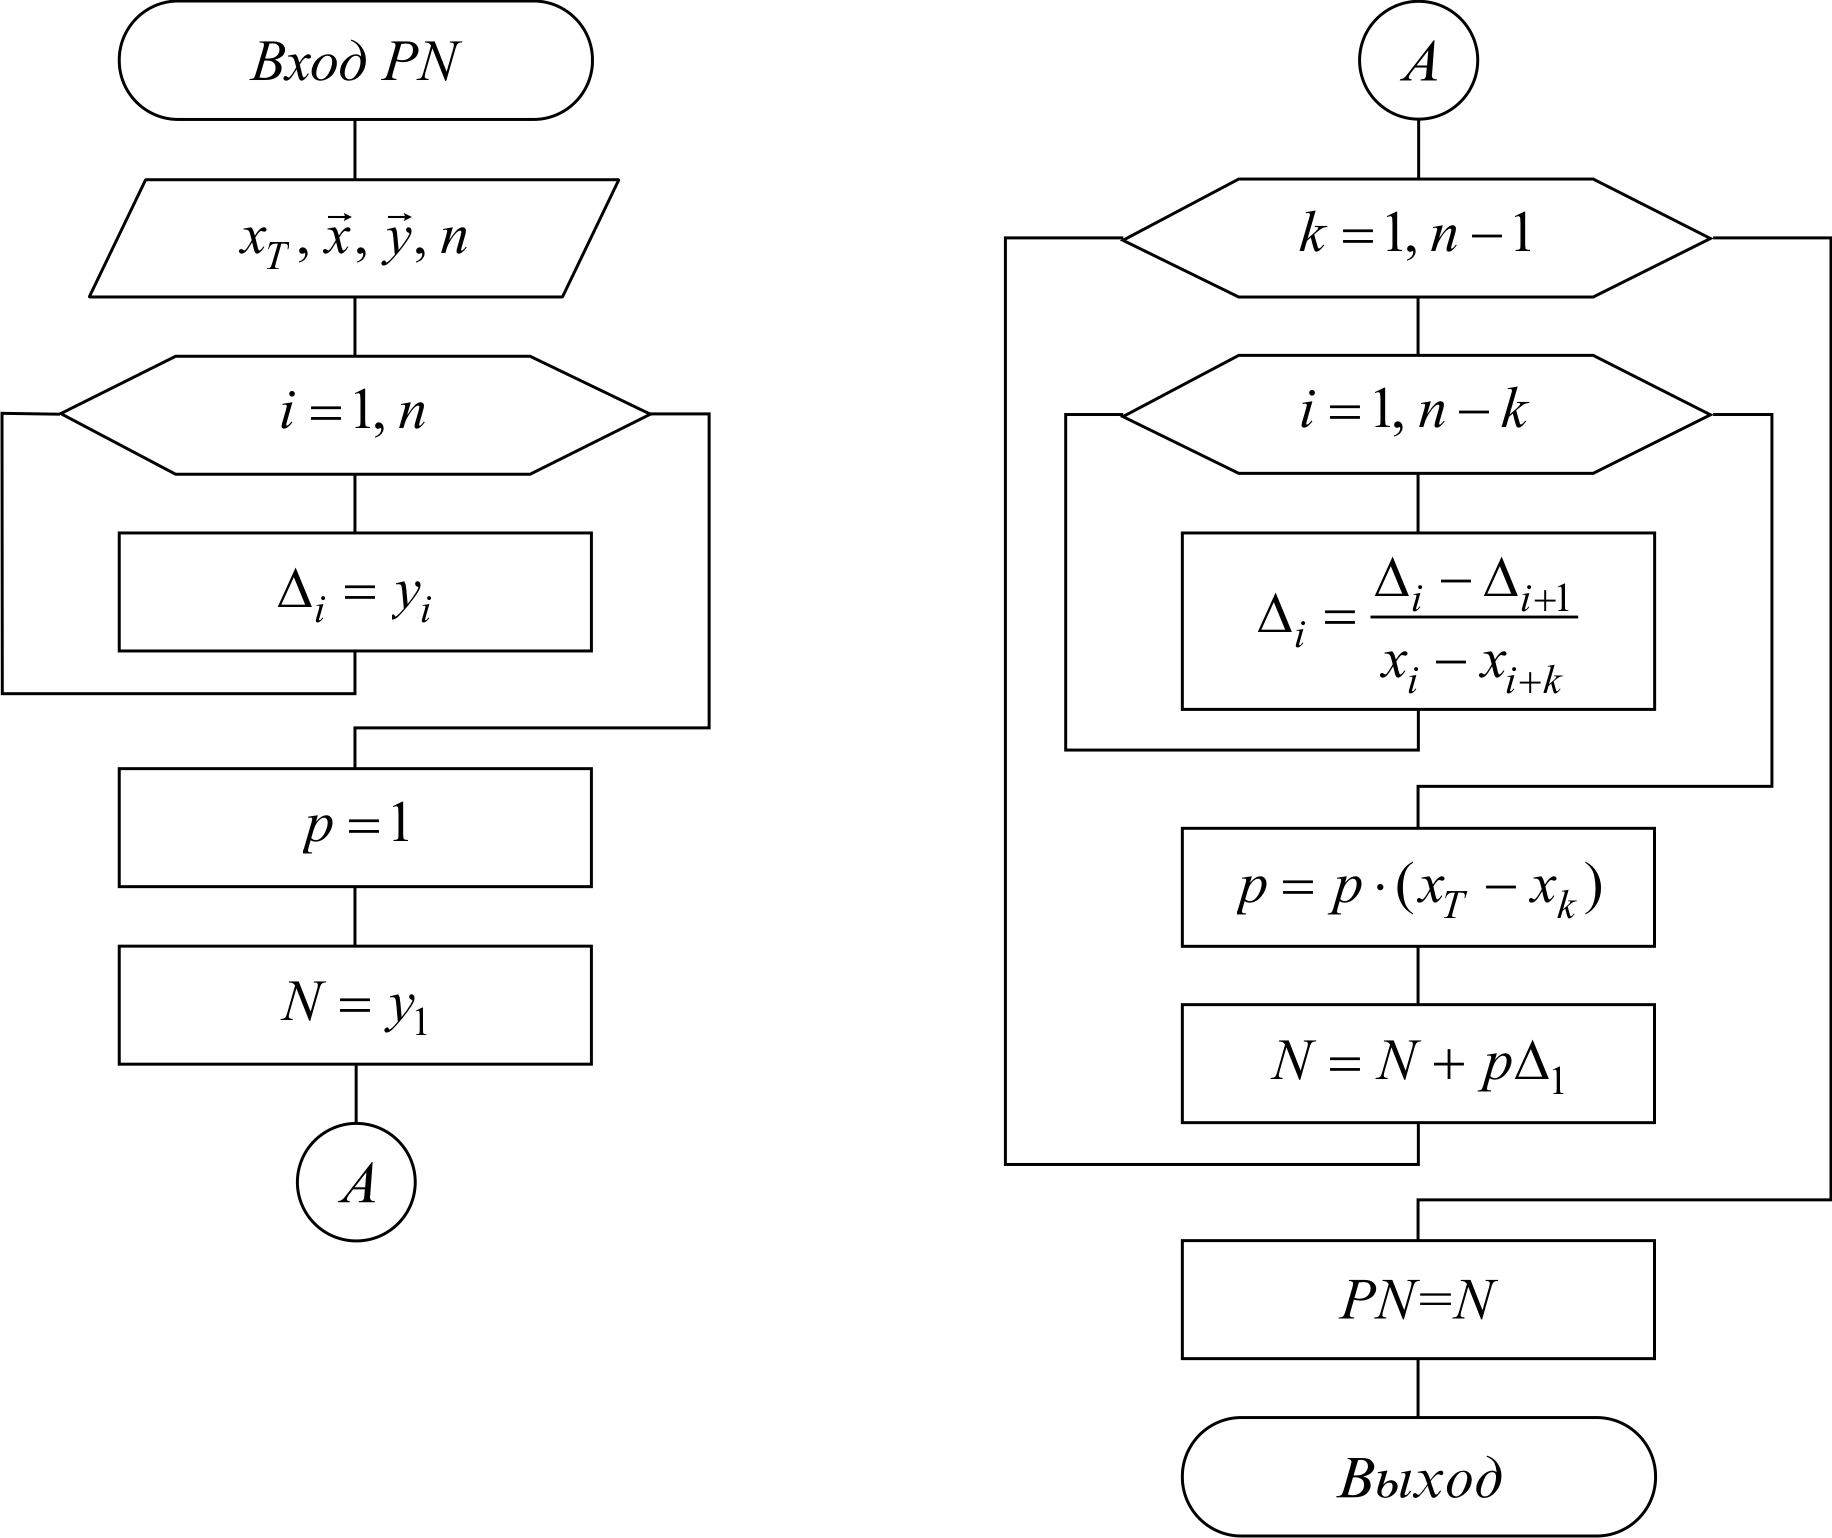 Вход PN
x_T, x⃗, y⃗, n
i = 1, n
Δ_i = y_i
p = 1
N = y_1
A
A
k = 1, n − 1
i = 1, n − k
Δ_i = (Δ_i − Δ_{i+1}) / (x_i − x_{i+k})
p = p · (x_T − x_k)
N = N + pΔ_1
PN=N
Выход